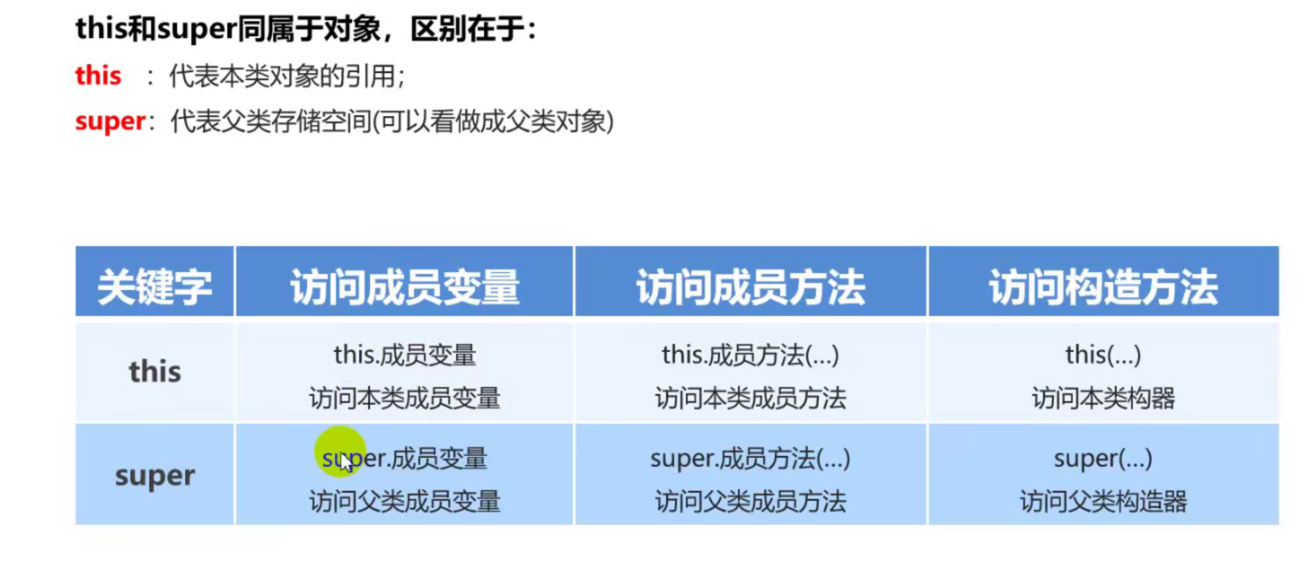 this和super同属于对象，区别在于：
this ：代表本类对象的引用；
super：代表父类存储空间(可以看做成父类对象)
关键字 访问成员变量 访问成员方法 访问构造方法
this
this.成员变量 this.成员方法(...) this(...)
访问本类成员变量 访问本类成员方法 访问本类构器
super
super.成员变量 super.成员方法(...) super(...)
访问父类成员变量 访问父类成员方法 访问父类构造器